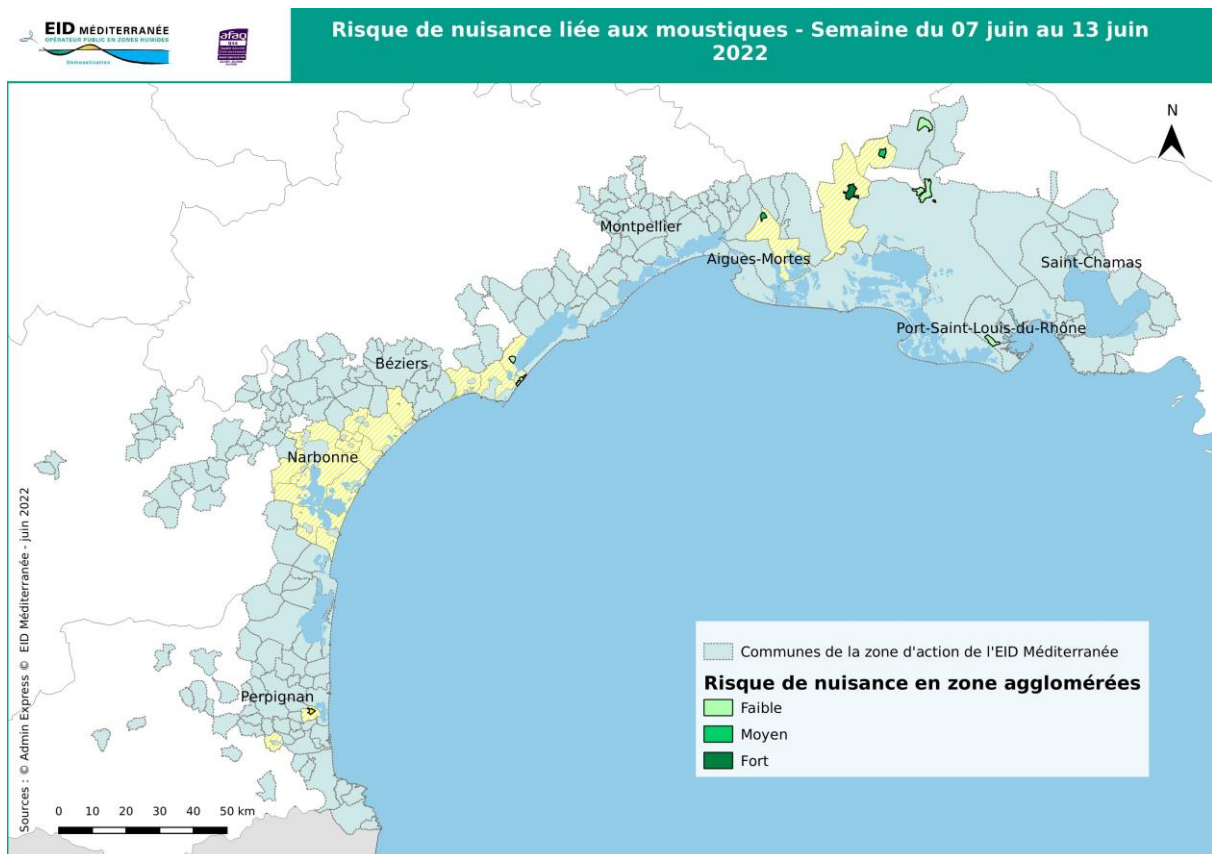 EID MÉDITERRANÉE
OPÉRATEUR PUBLIC EN ZONES HUMIDES
Démoustication
afaq
Risque de nuisance liée aux moustiques - Semaine du 07 juin au 13 juin
2022
N
Montpellier
Aigues-Mortes
Saint-Chamas
Port-Saint-Louis-du-Rhône
Béziers
Narbonne
Perpignan
Communes de la zone d'action de l'EID Méditerranée
Risque de nuisance en zone agglomérées
Faible
Moyen
Fort
0 10 20 30 40 50 km
Sources : © Admin Express © EID Méditerranée - juin 2022